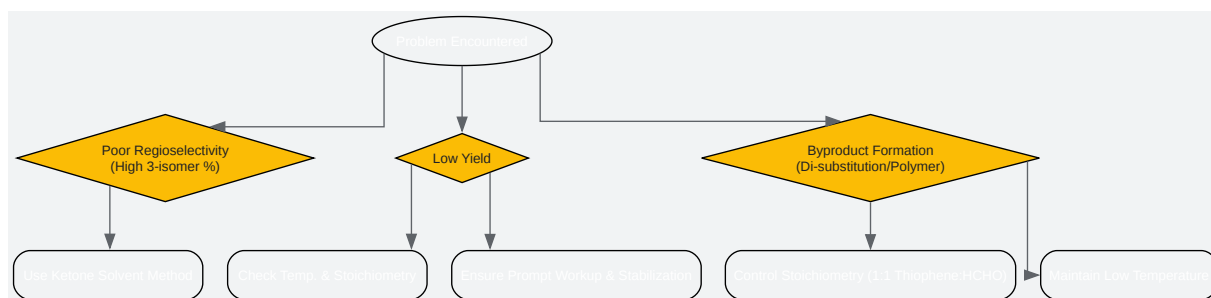 Problem Encountered
Poor Regioselectivity
(High 3-isomer %)
Low Yield
Byproduct Formation
(Di-substitution/Polymer)
Use Ketone Solvent Method
Check Temp. & Stoichiometry
Ensure Prompt Workup & Stabilization
Control Stoichiometry (1:1 Thiophene:HCHO)
Maintain Low Temperature